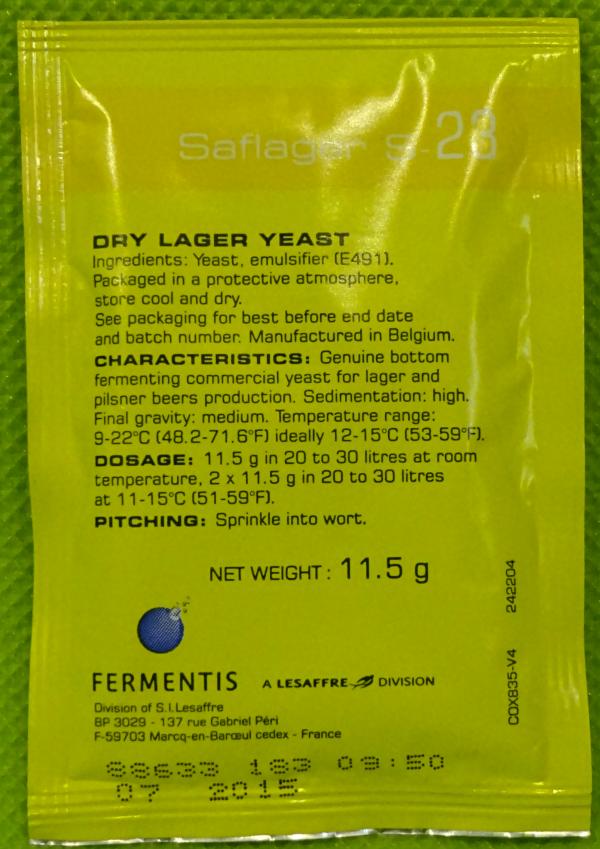 Saflager S-23
DRY LAGER YEAST
Ingredients: Yeast, emulsifier (E491).
Packaged in a protective atmosphere,
store cool and dry.
See packaging for best before end date
and batch number. Manufactured in Belgium.
CHARACTERISTICS: Genuine bottom
fermenting commercial yeast for lager and
pilsner beers production. Sedimentation: high.
Final gravity: medium. Temperature range:
9-22°C (48.2-71.6°F) ideally 12-15°C (53-59°F).
DOSAGE: 11.5 g in 20 to 30 litres at room
temperature, 2 x 11.5 g in 20 to 30 litres
at 11-15°C (51-59°F).
PITCHING: Sprinkle into wort.
NET WEIGHT: 11.5 g
COX835-V4 242204
FERMENTIS A LESAFFRE DIVISION
Division of S.I.Lesaffre
BP 3029 - 137 rue Gabriel Péri
F-59703 Marcq-en-Barœul cedex - France
88633 183 09:50
07 2015